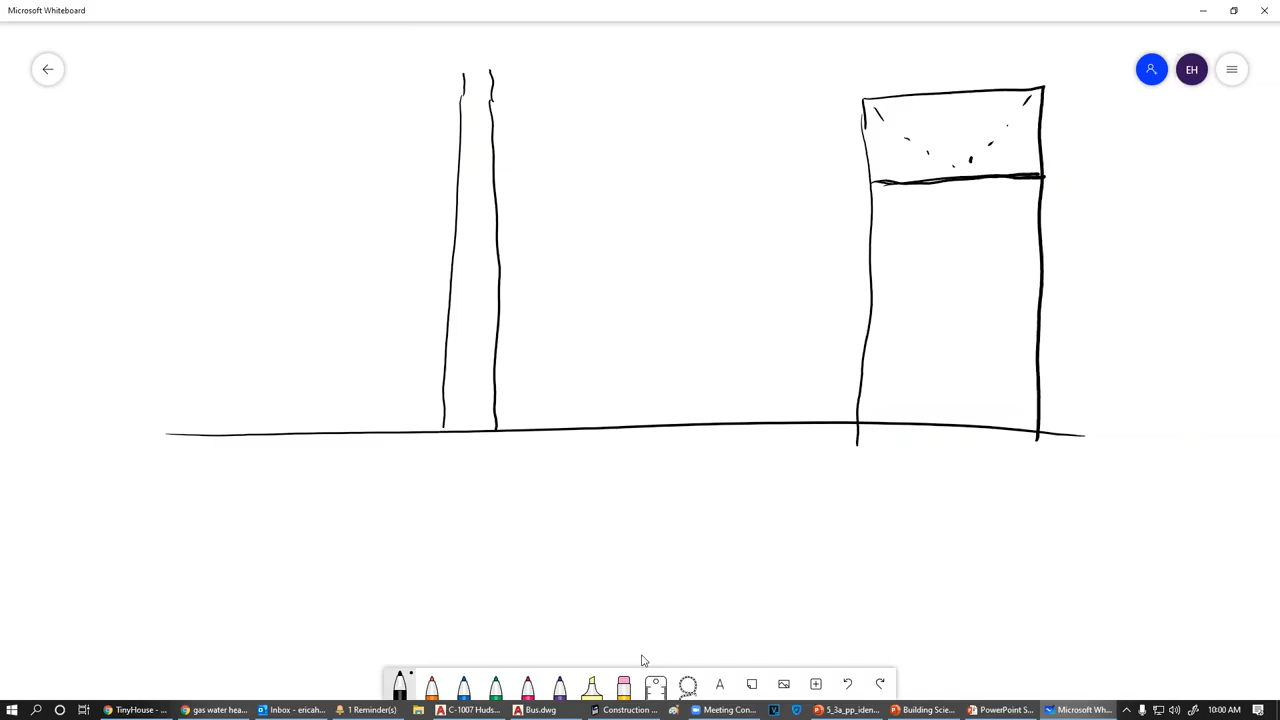 Microsoft Whiteboard
EH
A
TinyHouse - ...
gas water hea...
Inbox - ericah...
1 Reminder(s)
C-1007 Huds...
Bus.dwg
Construction ...
Meeting Con...
5_3a_pp_iden...
Building Scie...
PowerPoint S...
Microsoft Wh...
10:00 AM